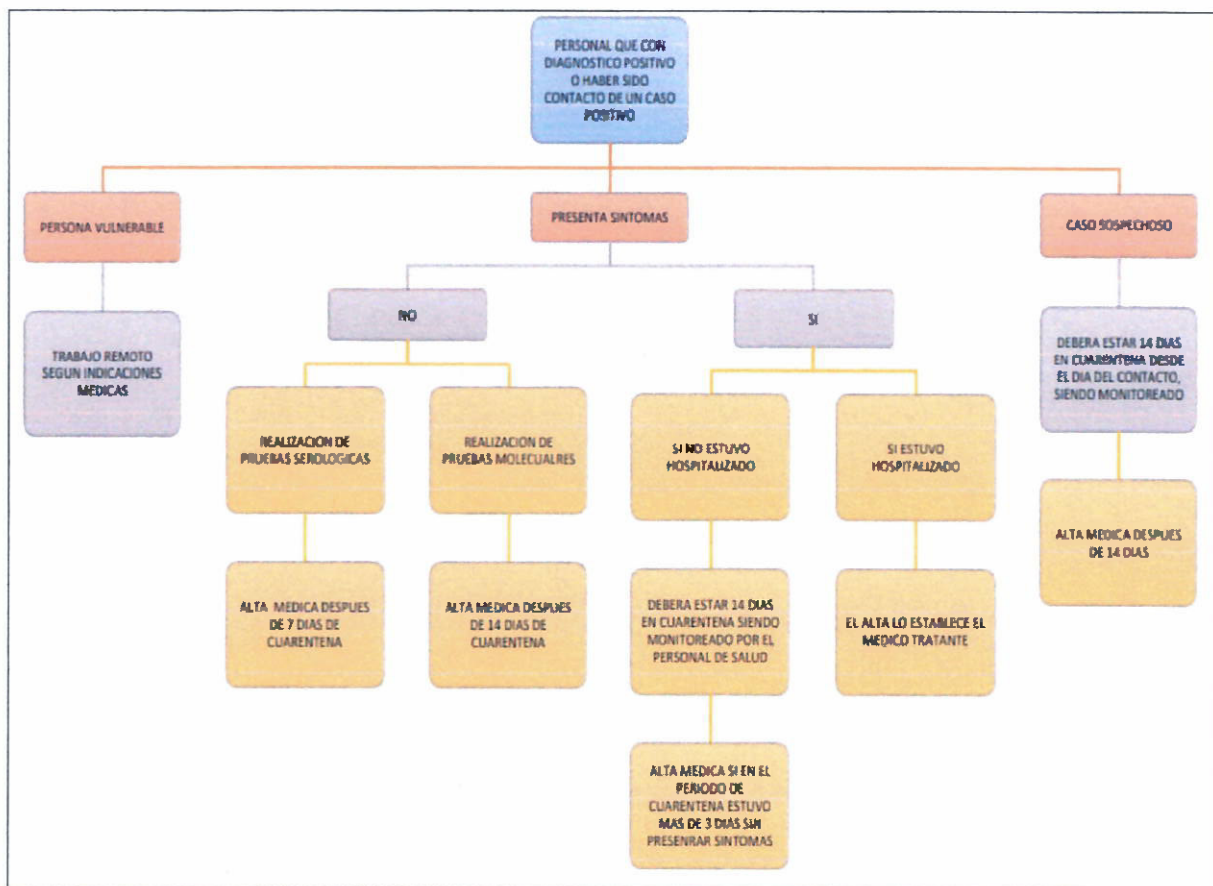 PERSONAL QUE CON
DIAGNOSTICO POSITIVO
O HABER SIDO
CONTACTO DE UN CASO
POSITIVO
PERSONA VULNERABLE
PRESENTA SINTOMAS
CASO SOSPECHOSO
TRABAJO REMOTO
SEGUN INDICACIONES
MEDICAS
NO
SI
DEBERA ESTAR 14 DIAS
EN CUARENTENA DESDE
EL DIA DEL CONTACTO,
SIENDO MONITOREADO
REALIZACION DE
PRUEBAS SEROLOGICAS
REALIZACION DE
PRUEBAS MOLECUALRES
SI NO ESTUVO
HOSPITALIZADO
SI ESTUVO
HOSPITALIZADO
ALTA MEDICA DESPUES
DE 14 DIAS
ALTA MEDICA DESPUES
DE 7 DIAS DE
CUARENTENA
ALTA MEDICA DESPUES
DE 14 DIAS DE
CUARENTENA
DEBERA ESTAR 14 DIAS
EN CUARENTENA SIENDO
MONITOREADO POR EL
PERSONAL DE SALUD
EL ALTA LO ESTABLECE EL
MEDICO TRATANTE
ALTA MEDICA SI EN EL
PERIODO DE
CUARENTENA ESTUVO
MAS DE 3 DIAS SIN
PRESENRAR SINTOMAS